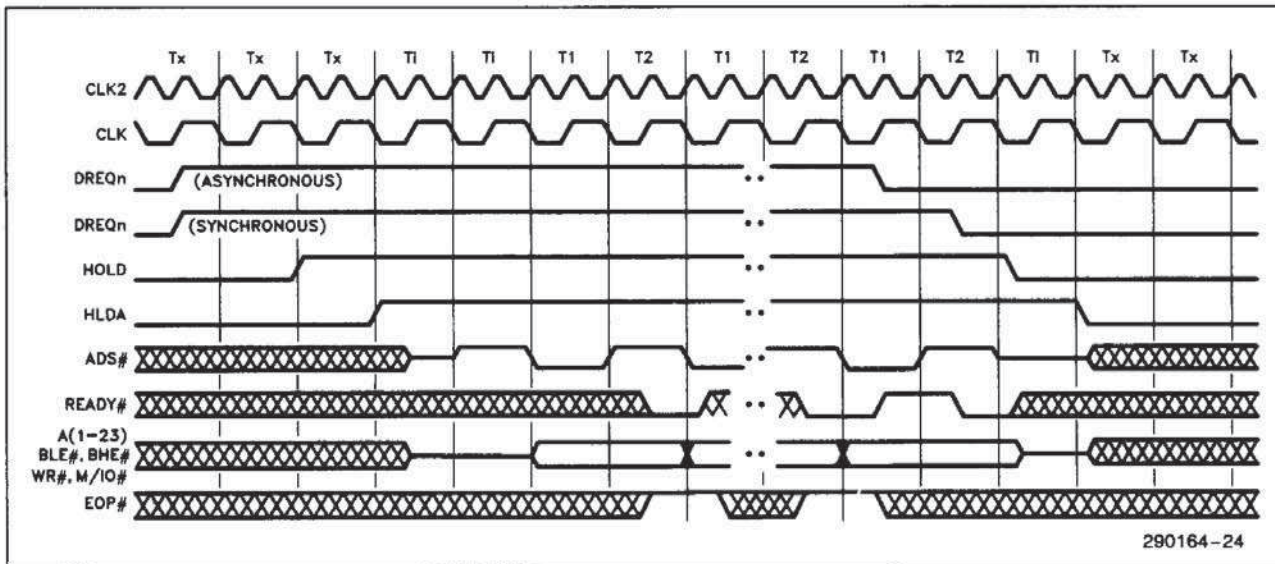 Tx Tx Tx Ti Ti T1 T2 T1 T2 T1 T2 Ti Tx Tx
CLK2
CLK
DREQn (ASYNCHRONOUS)
DREQn (SYNCHRONOUS)
HOLD
HLDA
ADS#
READY#
A(1-23)
BLE#, BHE#
WR#, M/IO#
EOP#
290164-24